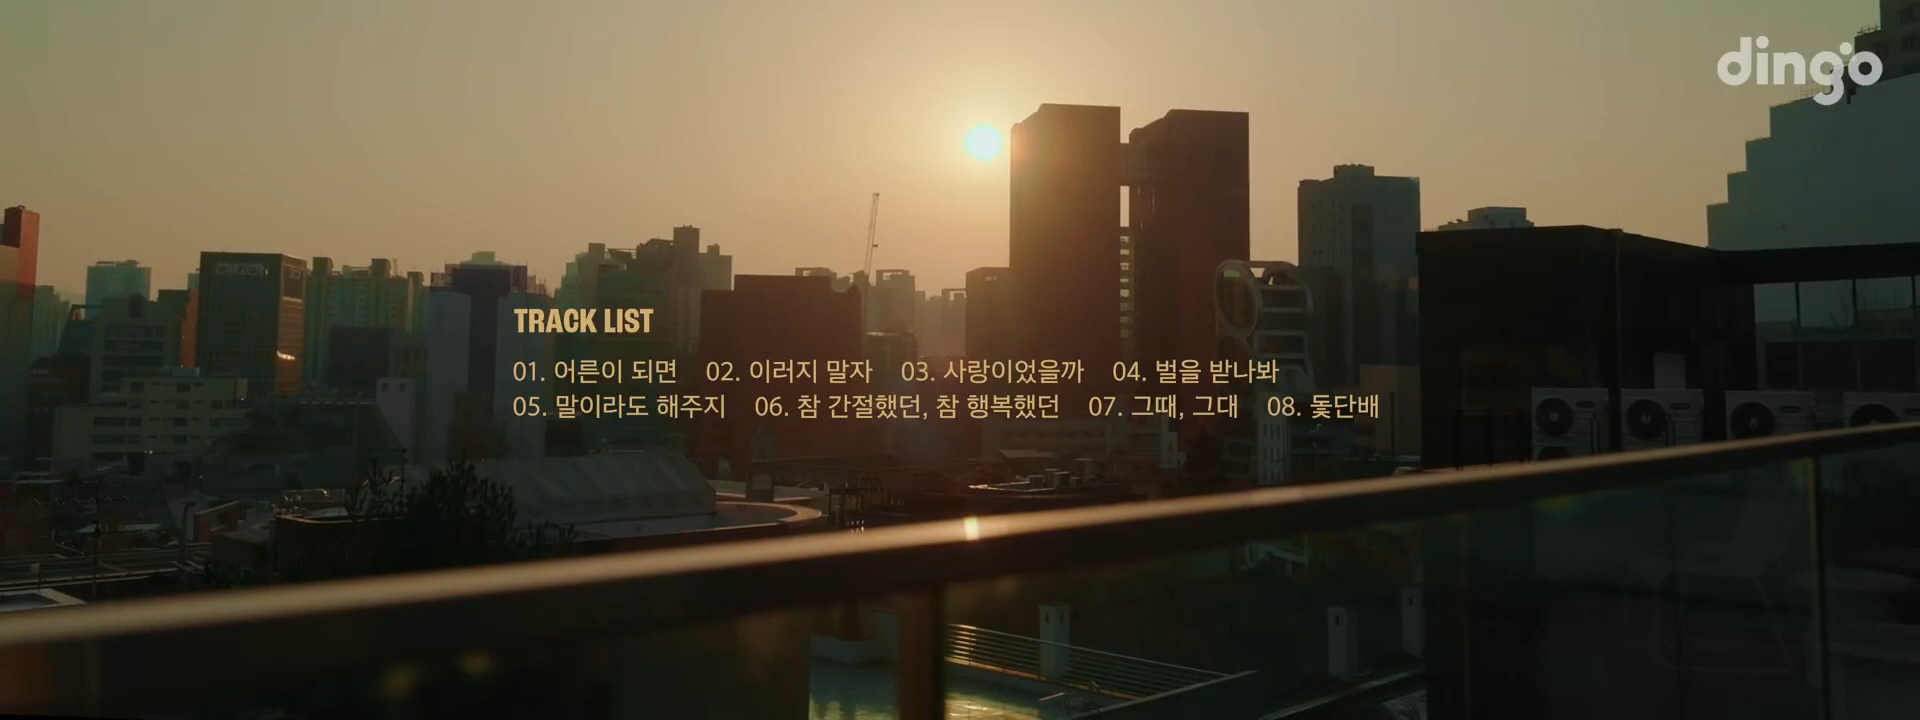 dingo
TRACK LIST
01. 어른이 되면 02. 이러지 말자 03. 사랑이었을까 04. 벌을 받나봐
05. 말이라도 해주지 06. 참 간절했던, 참 행복했던 07. 그때, 그대 08. 돛단배